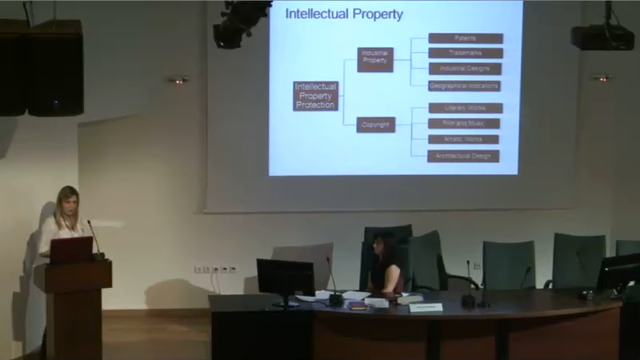 Intellectual Property
Intellectual
Property
Protection
Industrial
Property
Patents
Trademarks
Industrial Designs
Geographical Indications
Copyright
Literary Works
Film and Music
Artistic Works
Architectural Design